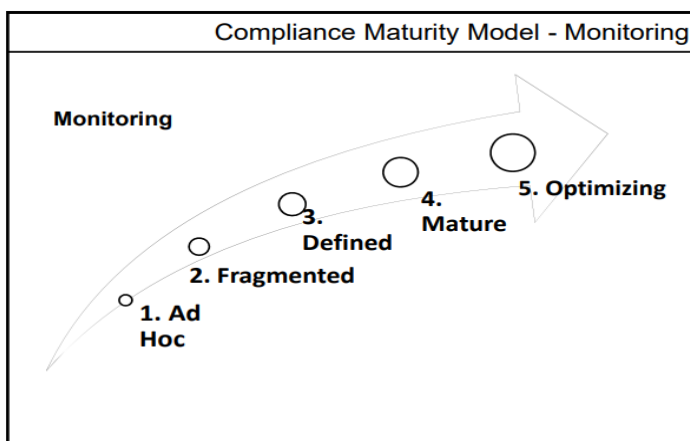 Compliance Maturity Model - Monitoring
Monitoring
5. Optimizing
4.
Mature
3.
Defined
2. Fragmented
1. Ad
Hoc